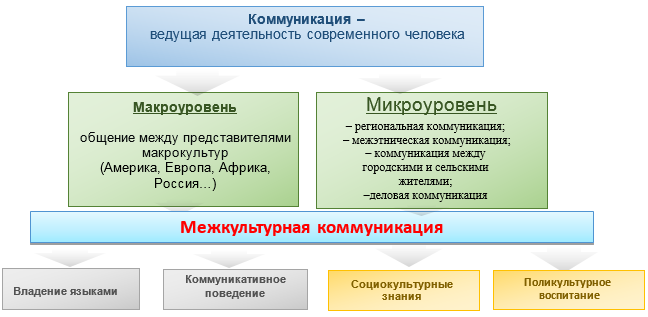 Коммуникация –
ведущая деятельность современного человека
Макроуровень
общение между представителями
макрокультур
(Америка, Европа, Африка,
Россия…)
Микроуровень
– региональная коммуникация;
– межэтническая коммуникация;
– коммуникация между
городскими и сельскими
жителями;
–деловая коммуникация
Межкультурная коммуникация
Владение языками
Коммуникативное
поведение
Социокультурные
знания
Поликультурное
воспитание